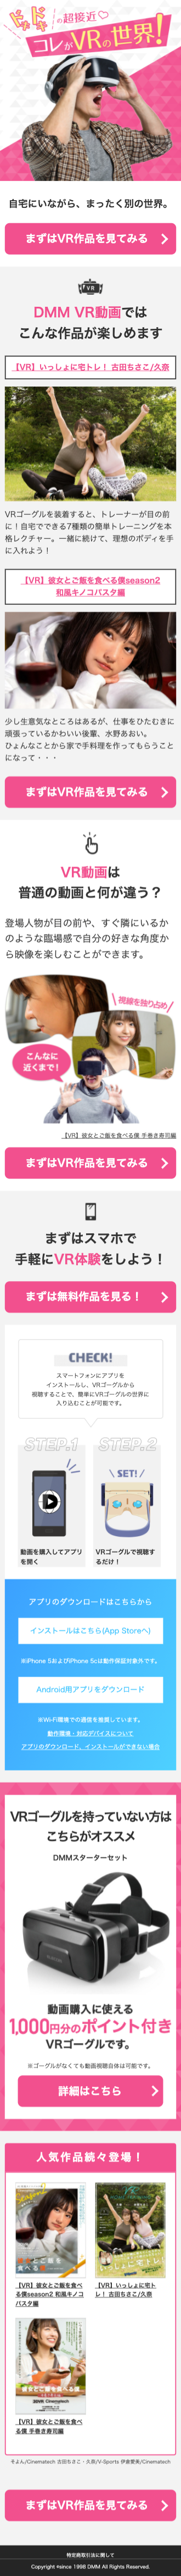 ドキドキの超接近♡
コレがVRの世界!
自宅にいながら、まったく別の世界。
まずはVR作品を見てみる
VR
DMM VR動画では
こんな作品が楽しめます
【VR】いっしょに宅トレ！ 古田ちさこ/久奈
VRゴーグルを装着すると、トレーナーが目の前
に！自宅でできる7種類の簡単トレーニングを本
格レクチャー。一緒に続けて、理想のボディを手
に入れよう！
【VR】彼女とご飯を食べる僕season2
和風キノコパスタ編
少し生意気なところはあるが、仕事をひたむきに
頑張っているかわいい後輩、水野あおい。
ひょんなことから家で手料理を作ってもらうこと
になって・・・
まずはVR作品を見てみる
VR動画は
普通の動画と何が違う？
登場人物が目の前や、すぐ隣にいるか
のような臨場感で自分の好きな角度か
ら映像を楽しむことができます。
視線を独り占め
こんなに
近くまで!
【VR】彼女とご飯を食べる僕 手巻き寿司編
まずはVR作品を見てみる
まずはスマホで
手軽にVR体験をしよう！
まずは無料作品を見る！
CHECK!
スマートフォンにアプリを
インストールし、VRゴーグルから
視聴することで、簡単にVRゴーグルの世界に
入り込むことが可能です。
STEP.1
動画を購入してアプリ
を開く
STEP.2
SET!
VRゴーグルで視聴す
るだけ！
アプリのダウンロードはこちらから
インストールはこちら(App Storeへ)
※iPhone 5およびiPhone 5cは動作保証対象外です。
Android用アプリをダウンロード
※Wi-Fi環境での通信を推奨しています。
動作環境・対応デバイスについて
アプリのダウンロード、インストールができない場合
VRゴーグルを持っていない方は
こちらがオススメ
DMMスターターセット
動画購入に使える
1,000円分のポイント付き
VRゴーグルです。
※ゴーグルがなくても動画視聴自体は可能です。
詳細はこちら
人気作品続々登場！
【VR】彼女とご飯を食べ
る僕season2 和風キノコ
パスタ編
【VR】いっしょに宅ト
レ！ 古田ちさこ/久奈
【VR】彼女とご飯を食べ
る僕 手巻き寿司編
そよん/Cinematech 古田ちさこ・久奈/V-Sports 伊倉愛美/Cinematech
まずはVR作品を見てみる
特定商取引法に関して
Copyright ©since 1998 DMM All Rights Reserved.